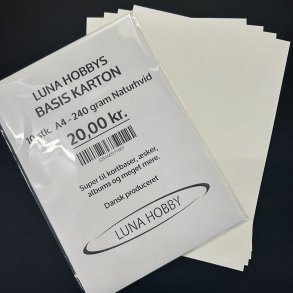 LUNA HOBBYS
BASIS KARTON
10 stk. A4 - 240 gram Naturhvid
20,00 kr.
Super til kortbaser, æsker,
albums og meget mere.
Dansk produceret
LUNA HOBBY